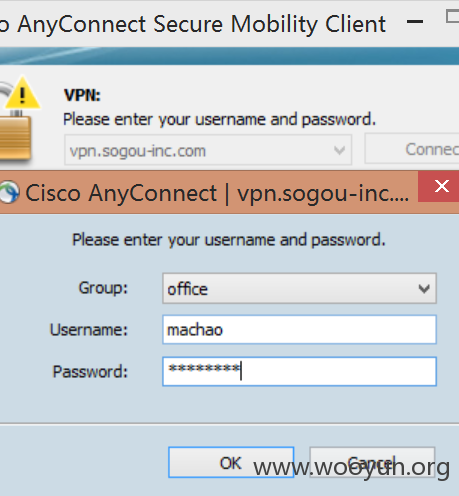 o AnyConnect Secure Mobility Client
VPN:
Please enter your username and password.
vpn.sogou-inc.com
Connec
Cisco AnyConnect | vpn.sogou-inc....
Please enter your username and password.
Group: office
Username: machao
Password: ********
OK Cancel
www.wooyun.org